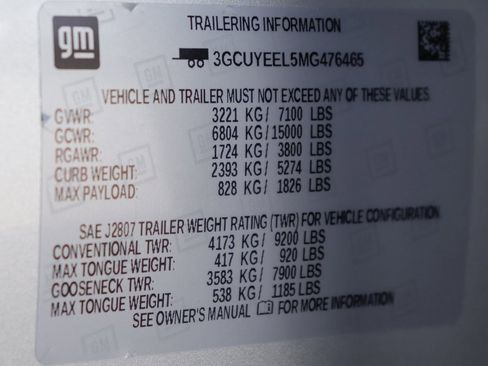 gm
TRAILERING INFORMATION
3GCUYEEL5MG476465
VEHICLE AND TRAILER MUST NOT EXCEED ANY OF THESE VALUES
GVWR: 3221 KG/ 7100 LBS
GCWR: 6804 KG/ 15000 LBS
RGAWR: 1724 KG/ 3800 LBS
CURB WEIGHT: 2393 KG/ 5274 LBS
MAX PAYLOAD: 828 KG/ 1826 LBS
SAE J2807 TRAILER WEIGHT RATING (TWR) FOR VEHICLE CONFIGURATION
CONVENTIONAL TWR: 4173 KG/ 9200 LBS
MAX TONGUE WEIGHT: 417 KG/ 920 LBS
GOOSENECK TWR: 3583 KG/ 7900 LBS
MAX TONGUE WEIGHT: 538 KG/ 1185 LBS
SEE OWNER'S MANUAL FOR MORE INFORMATION